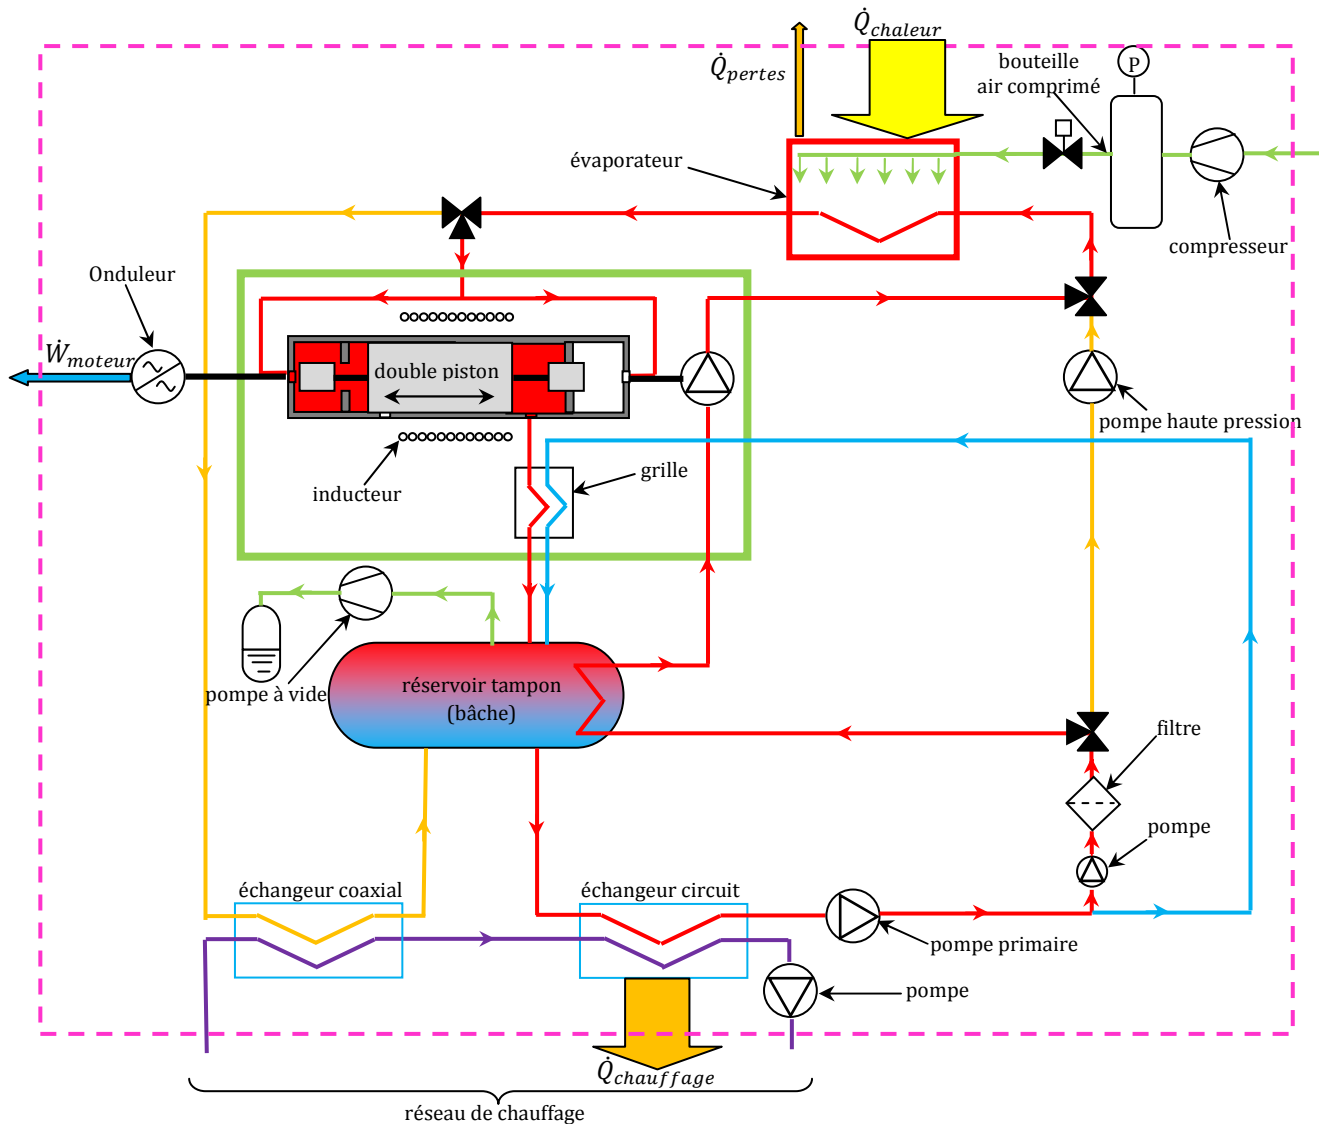 Q̇chaleur
Q̇pertes
bouteille
air comprimé
P
évaporateur
compresseur
Onduleur
Ẇmoteur
double piston
pompe haute pression
inducteur
grille
pompe à vide
réservoir tampon
(bâche)
filtre
pompe
échangeur coaxial
échangeur circuit
pompe primaire
pompe
Q̇chauffage
réseau de chauffage